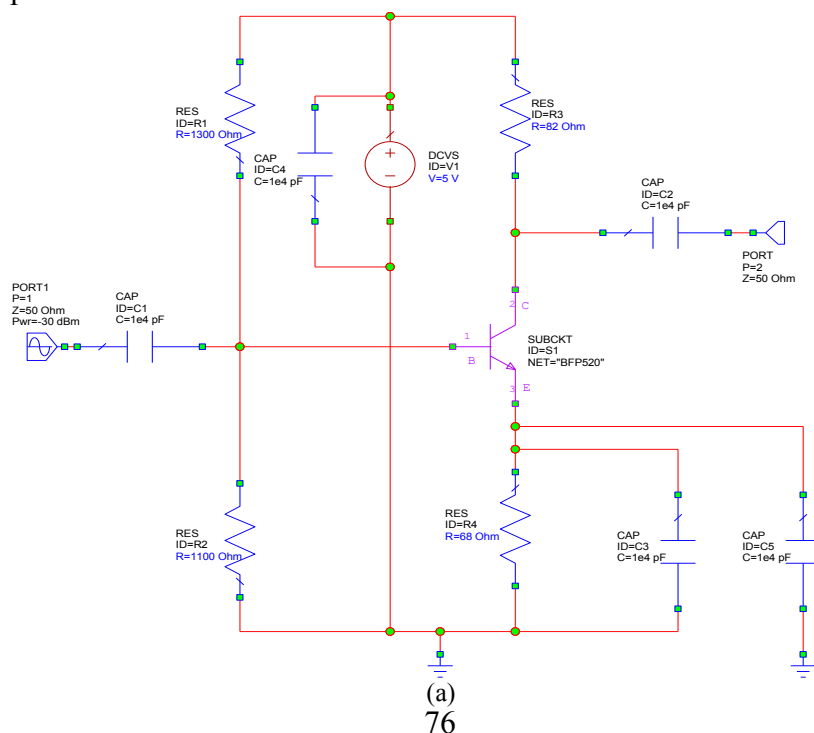 RES
ID=R1
R=1300 Ohm
CAP
ID=C4
C=1e4 pF
DCVS
ID=V1
V=5 V
RES
ID=R3
R=82 Ohm
CAP
ID=C2
C=1e4 pF
PORT
P=2
Z=50 Ohm
PORT1
P=1
Z=50 Ohm
Pwr=-30 dBm
CAP
ID=C1
C=1e4 pF
2 C
1
B
3 E
SUBCKT
ID=S1
NET="BFP520"
RES
ID=R2
R=1100 Ohm
RES
ID=R4
R=68 Ohm
CAP
ID=C3
C=1e4 pF
CAP
ID=C5
C=1e4 pF
(a)
76